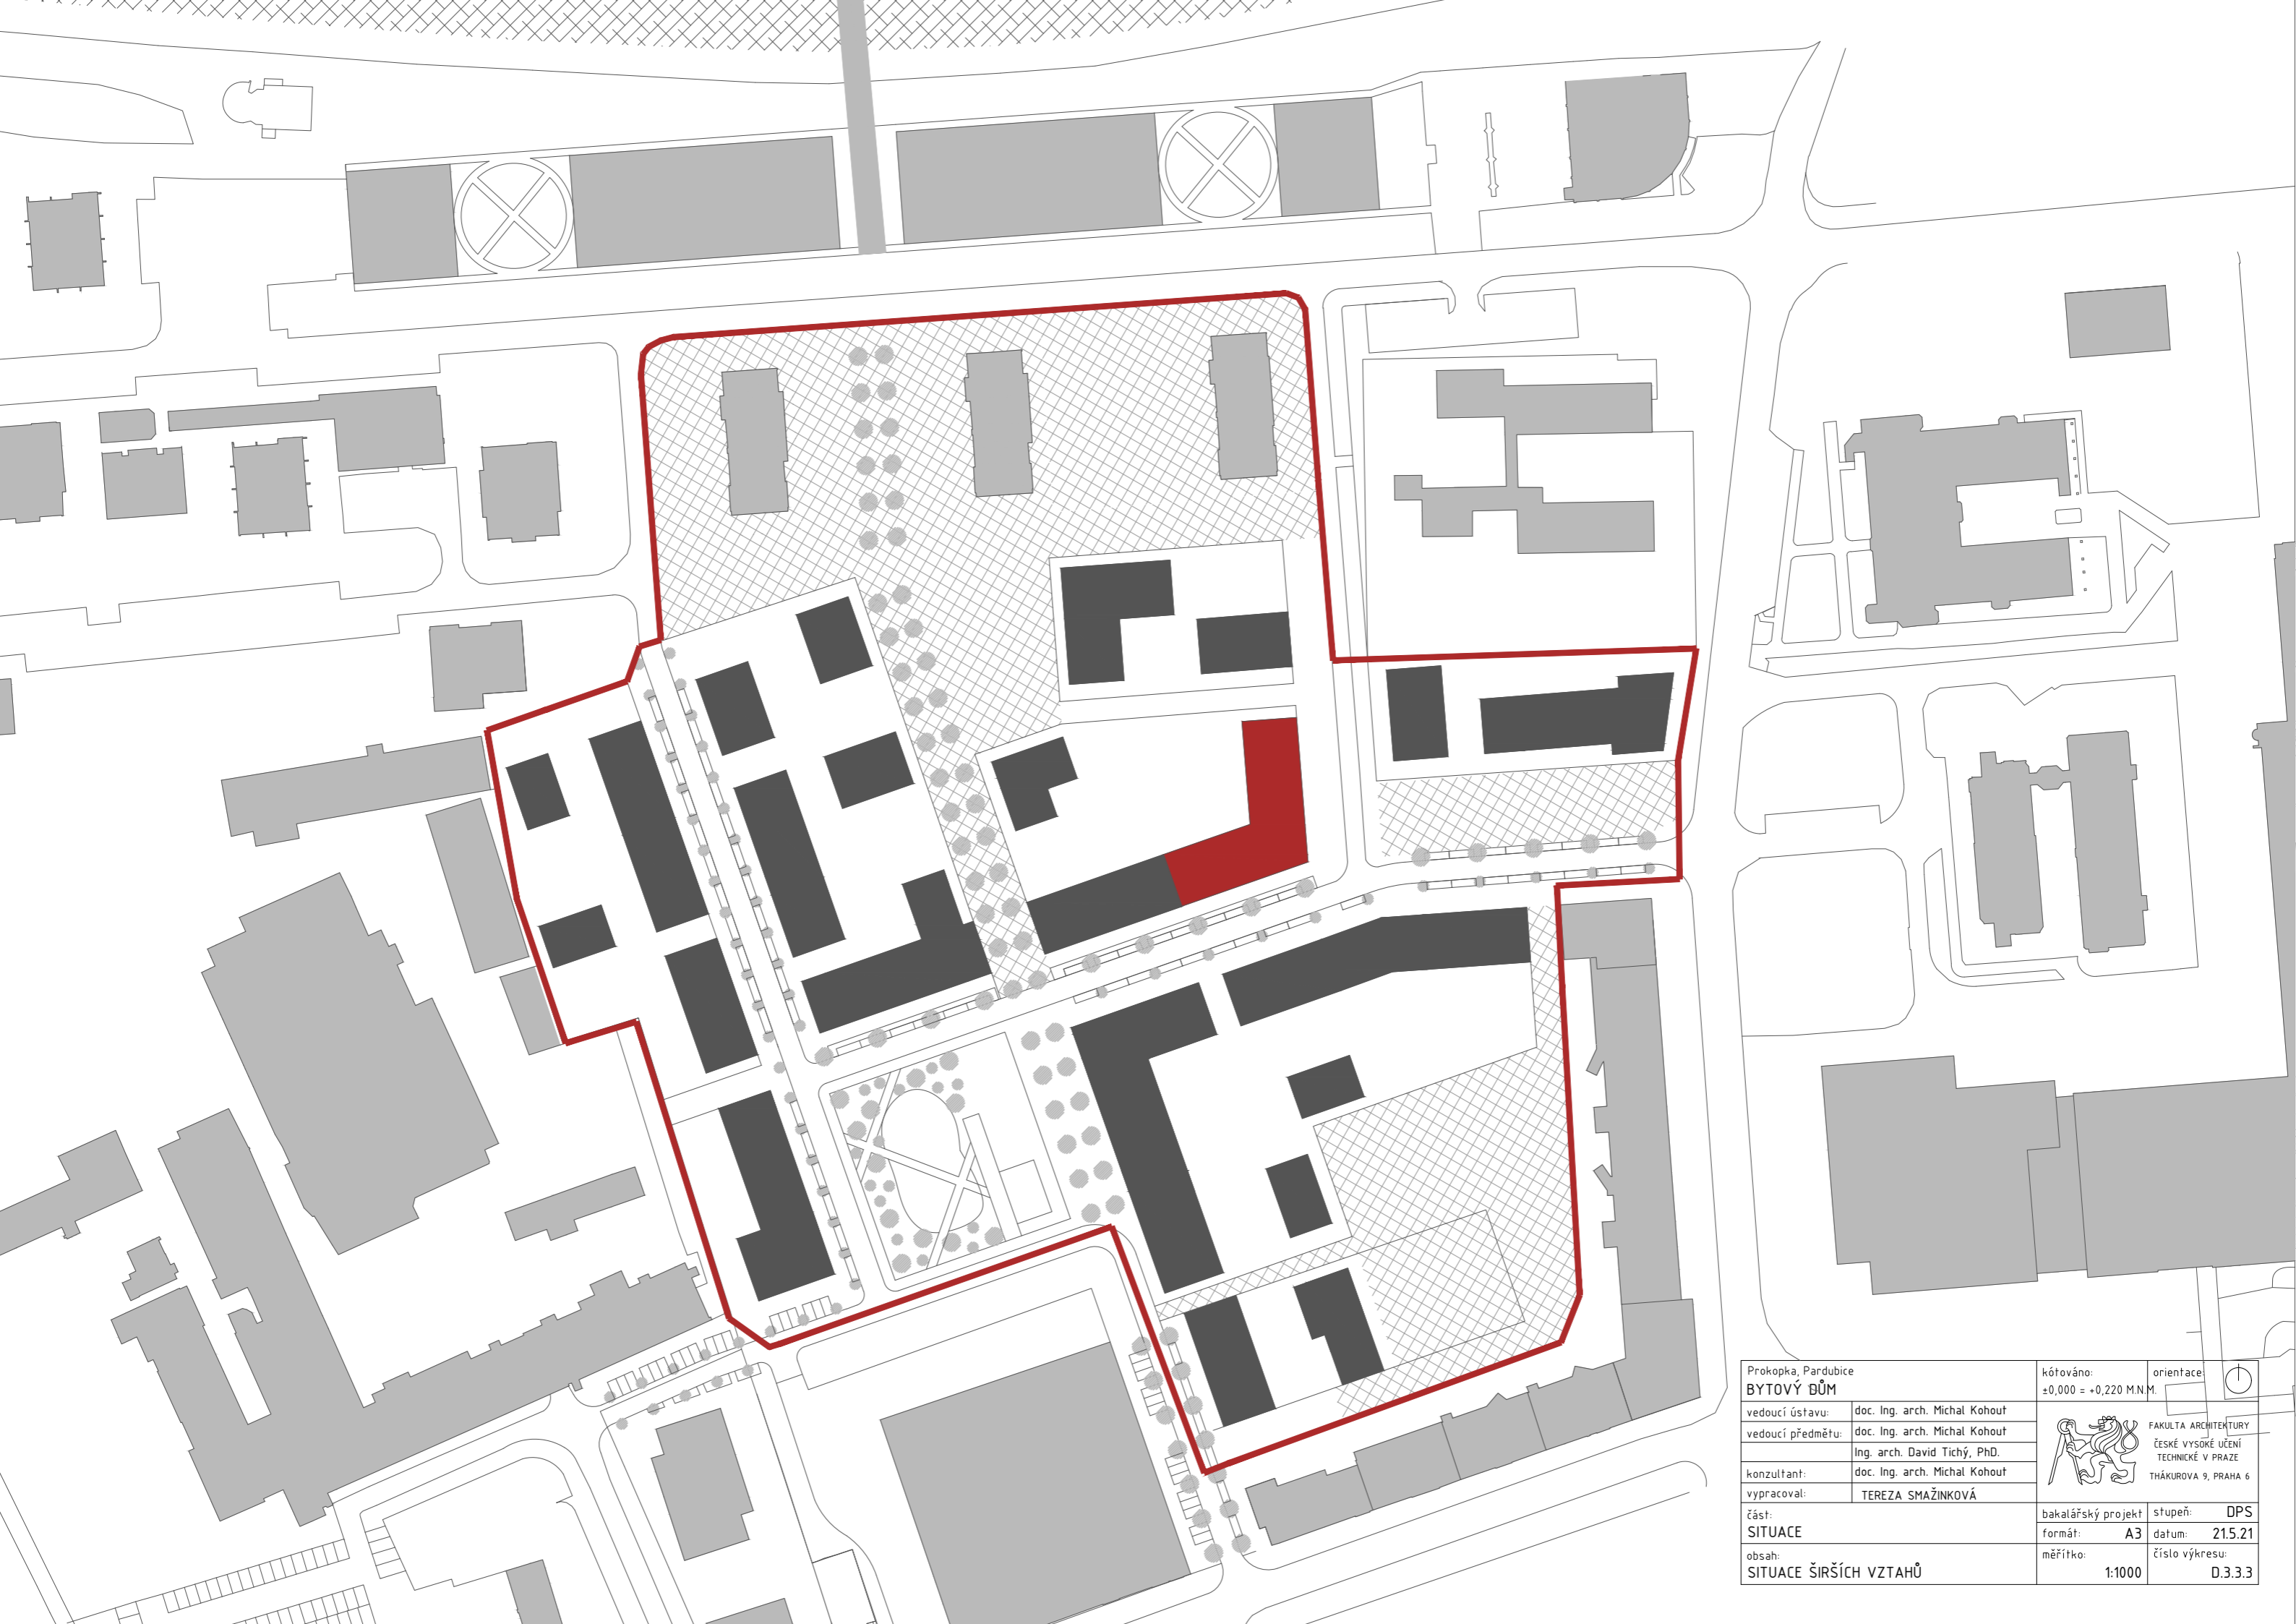 Prokopka, Pardubice
BYTOVÝ DŮM
kótováno:
±0,000 = +0,220 M.N.M.
orientace:
vedoucí ústavu: doc. Ing. arch. Michal Kohout
vedoucí předmětu: doc. Ing. arch. Michal Kohout
Ing. arch. David Tichý, PhD.
konzultant: doc. Ing. arch. Michal Kohout
vypracoval: TEREZA SMAŽINKOVÁ
FAKULTA ARCHITEKTURY
ČESKÉ VYSOKÉ UČENÍ
TECHNICKÉ V PRAZE
THÁKUROVA 9, PRAHA 6
část:
SITUACE
bakalářský projekt
stupeň: DPS
formát: A3
datum: 21.5.21
obsah:
SITUACE ŠIRŠÍCH VZTAHŮ
měřítko:
1:1000
číslo výkresu:
D.3.3.3